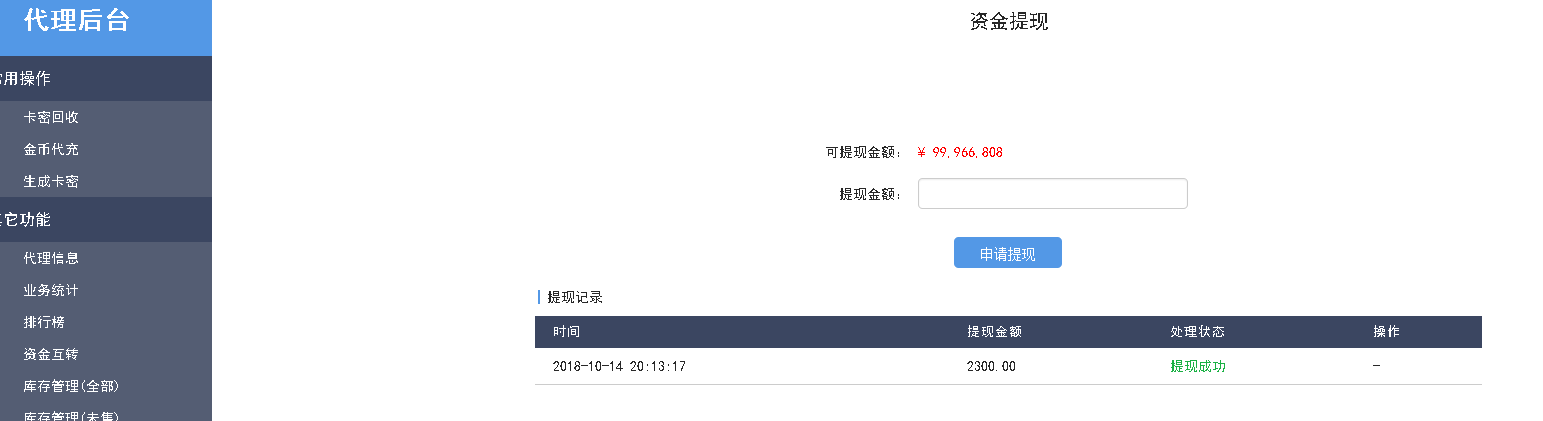 代理后台
用操作
卡密回收
金币代充
生成卡密
它功能
代理信息
业务统计
排行榜
资金互转
库存管理(全部)
库存管理(未售)
资金提现
可提现金额： ¥ 99,966,808
提现金额：
申请提现
提现记录
时间 提现金额 处理状态 操作
2018-10-14 20:13:17 2300.00 提现成功 -